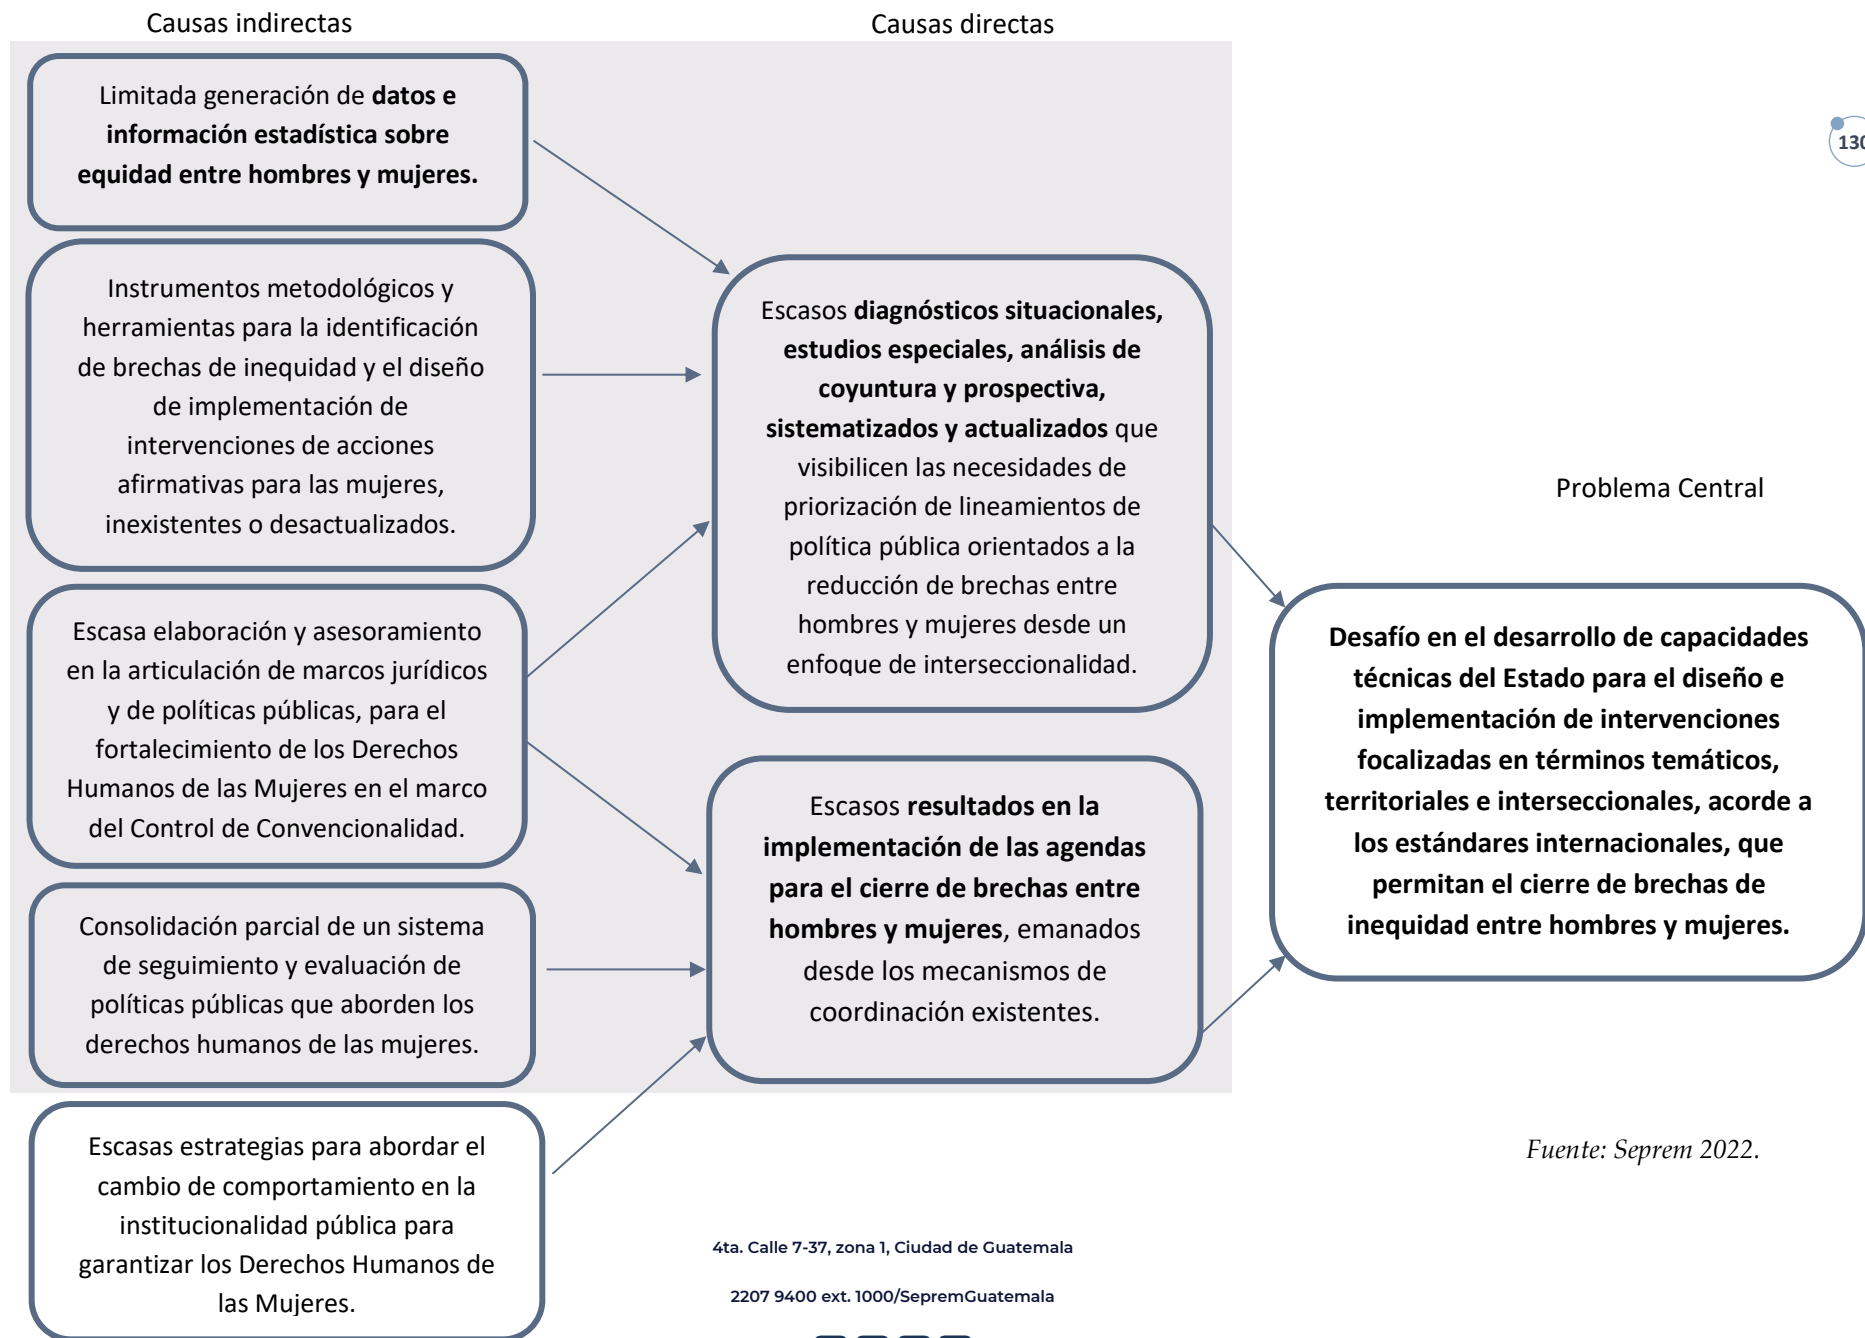 Causas indirectas
Causas directas
Limitada generación de datos e
información estadística sobre
equidad entre hombres y mujeres.
130
Instrumentos metodológicos y
herramientas para la identificación
de brechas de inequidad y el diseño
de implementación de
intervenciones de acciones
afirmativas para las mujeres,
inexistentes o desactualizados.
Escasa elaboración y asesoramiento
en la articulación de marcos jurídicos
y de políticas públicas, para el
fortalecimiento de los Derechos
Humanos de las Mujeres en el marco
del Control de Convencionalidad.
Consolidación parcial de un sistema
de seguimiento y evaluación de
políticas públicas que aborden los
derechos humanos de las mujeres.
Escasas estrategias para abordar el
cambio de comportamiento en la
institucionalidad pública para
garantizar los Derechos Humanos de
las Mujeres.
Escasos diagnósticos situacionales,
estudios especiales, análisis de
coyuntura y prospectiva,
sistematizados y actualizados que
visibilicen las necesidades de
priorización de lineamientos de
política pública orientados a la
reducción de brechas entre
hombres y mujeres desde un
enfoque de interseccionalidad.
Escasos resultados en la
implementación de las agendas
para el cierre de brechas entre
hombres y mujeres, emanados
desde los mecanismos de
coordinación existentes.
Problema Central
Desafío en el desarrollo de capacidades
técnicas del Estado para el diseño e
implementación de intervenciones
focalizadas en términos temáticos,
territoriales e interseccionales, acorde a
los estándares internacionales, que
permitan el cierre de brechas de
inequidad entre hombres y mujeres.
Fuente: Seprem 2022.
4ta. Calle 7-37, zona 1, Ciudad de Guatemala
2207 9400 ext. 1000/SepremGuatemala